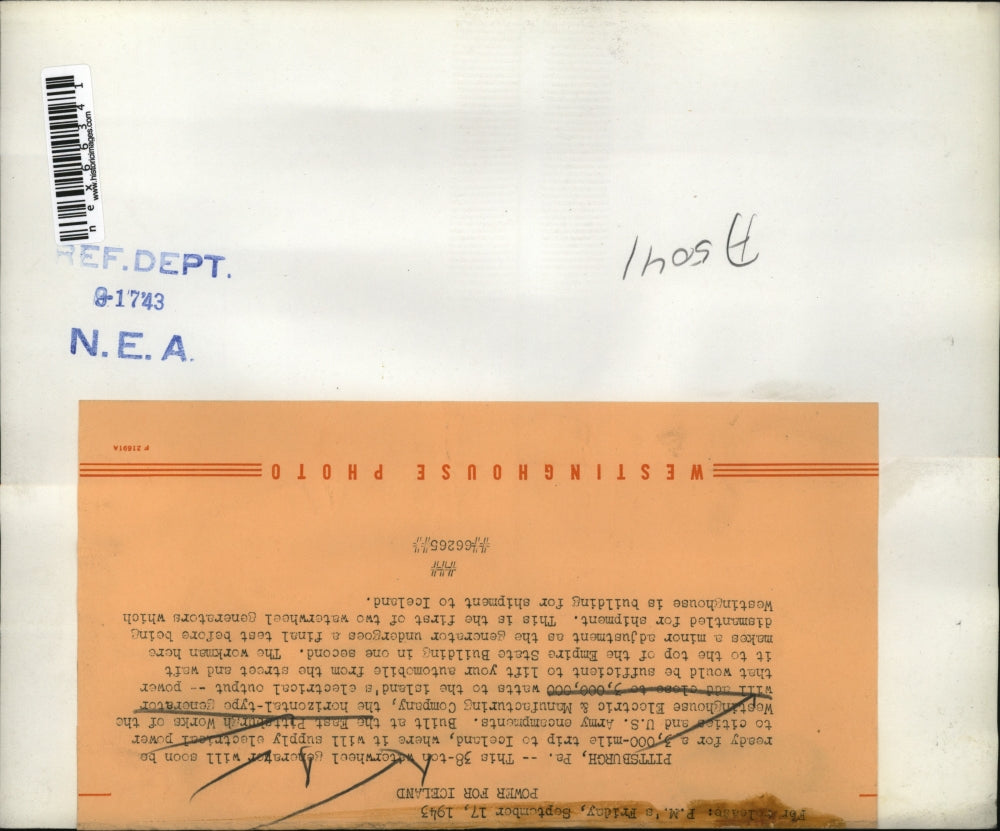 nex66341
www.historicimages.com
REF.DEPT.
9-17'43
N.E.A.
A5041
For Release: P.M.'s Friday, September 17, 1943
POWER FOR ICELAND
PITTSBURGH, Pa. -- This 38-ton waterwheel generator will soon be
ready for a 3,000-mile trip to Iceland, where it will supply electrical power
to cities and U.S. Army encampments. Built at the East Pittsburgh Works of the
Westinghouse Electric & Manufacturing Company, the horizontal-type generator
will add close to 3,000,000 watts to the island's electrical output -- power
that would be sufficient to lift your automobile from the street and waft
it to the top of the Empire State Building in one second. The workman here
makes a minor adjustment as the generator undergoes a final test before being
dismantled for shipment. This is the first of two waterwheel generators which
Westinghouse is building for shipment to Iceland.
###
##66265##
WESTINGHOUSE PHOTO
F 21691A